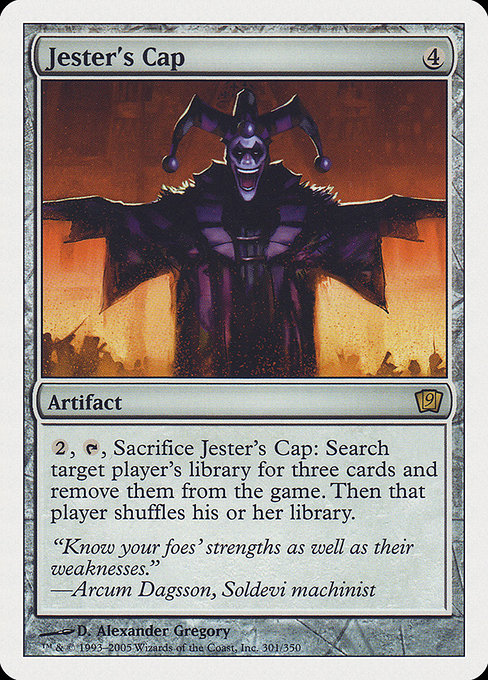 Jester's Cap 4
Artifact 9
2, , Sacrifice Jester's Cap: Search
target player's library for three cards and
remove them from the game. Then that
player shuffles his or her library.
“Know your foes’ strengths as well as their
weaknesses.”
—Arcum Dagsson, Soldevi machinist
D. Alexander Gregory
™ & © 1993–2005 Wizards of the Coast, Inc. 301/350